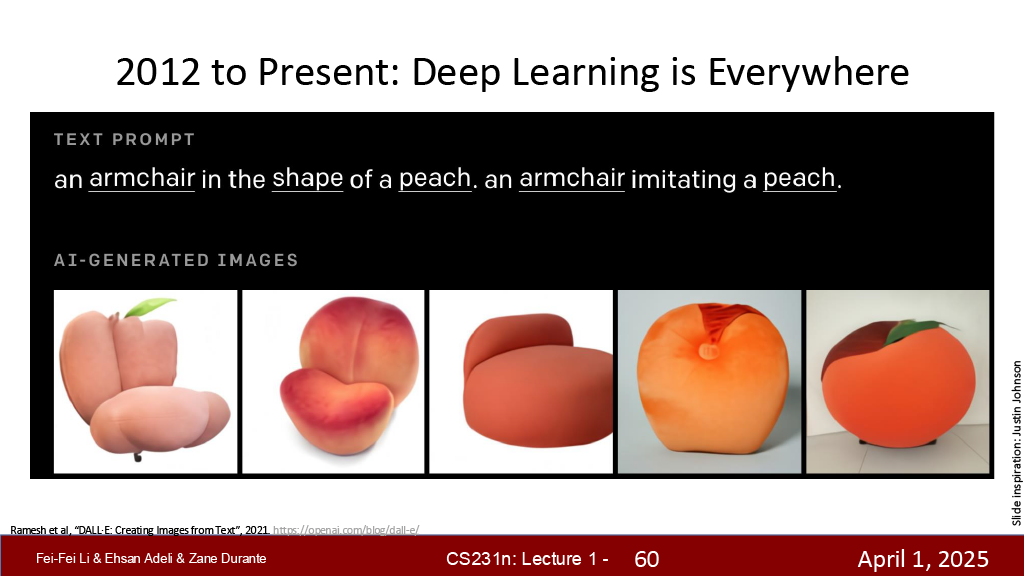 2012 to Present: Deep Learning is Everywhere
TEXT PROMPT
an armchair in the shape of a peach. an armchair imitating a peach.
AI-GENERATED IMAGES
Slide inspiration: Justin Johnson
Ramesh et al, “DALL·E: Creating Images from Text”, 2021. https://openai.com/blog/dall-e/
Fei-Fei Li & Ehsan Adeli & Zane Durante
CS231n: Lecture 1 - 60
April 1, 2025